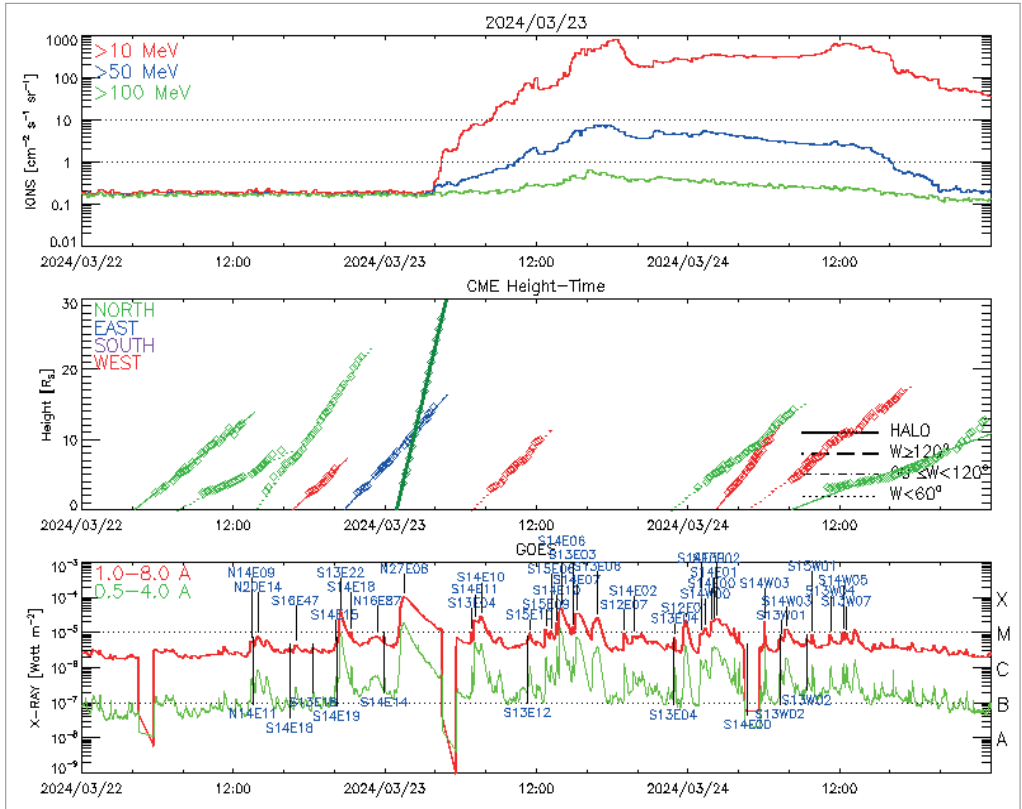 2024/03/23
>10 MeV
>50 MeV
>100 MeV
1000
100
10
1
0.1
0.01
KINS [cm⁻² s⁻¹ sr⁻¹]
2024/03/22
12:00
2024/03/23
12:00
2024/03/24
12:00
CME Height-Time
NORTH
EAST
SOUTH
WEST
30
20
10
0
Height [Rs]
HALO
W≥120°
≤W<120°
W<60°
2024/03/22
12:00
2024/03/23
12:00
2024/03/24
12:00
GOES
1.0-8.0 A
0.5-4.0 A
10⁻³
10⁻⁴
10⁻⁵
10⁻⁶
10⁻⁷
10⁻⁸
10⁻⁹
X-RAY [Watt m⁻²]
X
M
C
B
A
N14E09
N20E14
S16E47
S13E22
S14E18
S14E15
N16E87
N27E08
S14E10
S14E11
S13E04
S14E06
S13E03
S14E07
S12E07
S14E02
S14E01
S14W03
S14W03
S13W01
S15W01
S14W05
S13W04
S13W07
N14E11
S14E18
S13E18
S14E19
S14E14
S13E12
S13E04
S14E00
S13W02
S13W02
2024/03/22
12:00
2024/03/23
12:00
2024/03/24
12:00